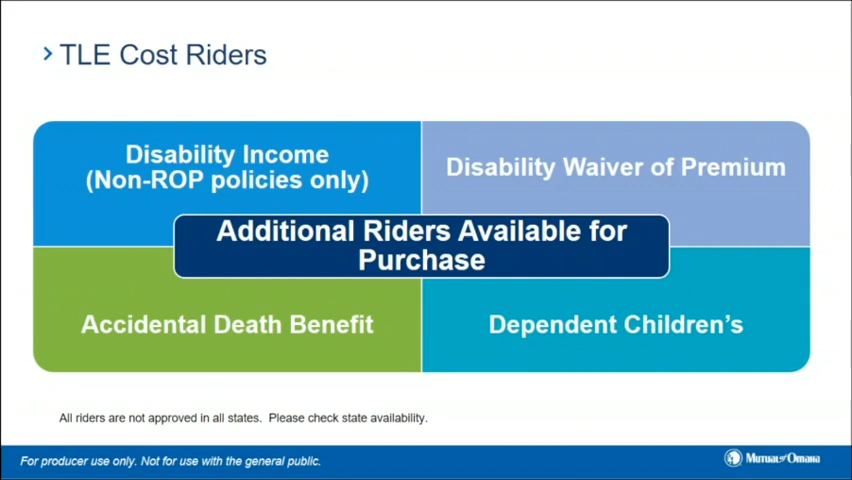 TLE Cost Riders
Disability Income
(Non-ROP policies only)
Disability Waiver of Premium
Additional Riders Available for
Purchase
Accidental Death Benefit
Dependent Children’s
All riders are not approved in all states.  Please check state availability.
For producer use only. Not for use with the general public.
Mutual of Omaha